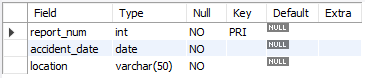 Field Type Null Key Default Extra
report_num int NO PRI NULL
accident_date date NO NULL
location varchar(50) NO NULL